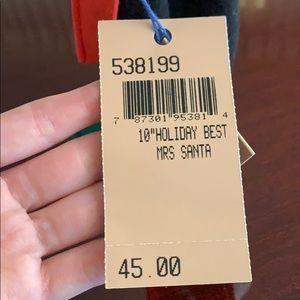 538199
7 87301 95381 4
10"HOLIDAY BEST
MRS SANTA
45.00